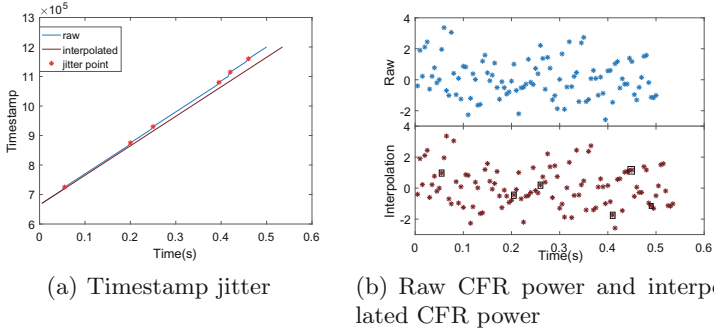 13 ×10⁵
12
11
10
9
8
7
6
Timestamp
raw
interpolated
jitter point
0 0.1 0.2 0.3 0.4 0.5 0.6
Time(s)
(a) Timestamp jitter
4
2
0
-2
Raw
4
2
0
-2
Interpolation
0 0.1 0.2 0.3 0.4 0.5 0.6
Time(s)
(b) Raw CFR power and interpo
lated CFR power